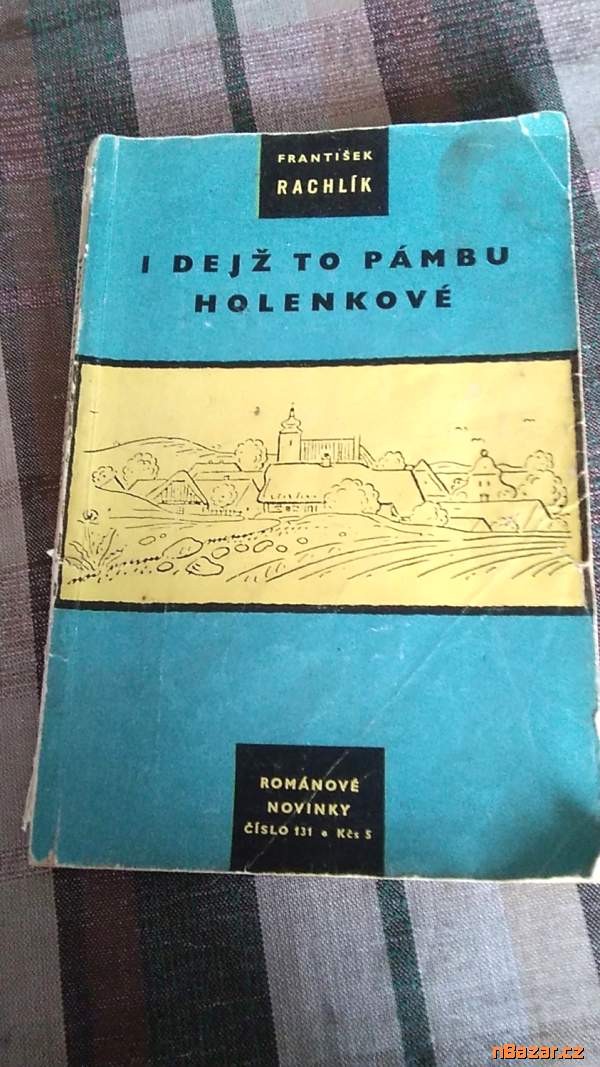 FRANTIŠEK
RACHLÍK
I DEJŽ TO PÁMBU
HOLENKOVÉ
ROMÁNOVÉ
NOVINKY
ČÍSLO 131 • Kčs 5
nBazar.cz